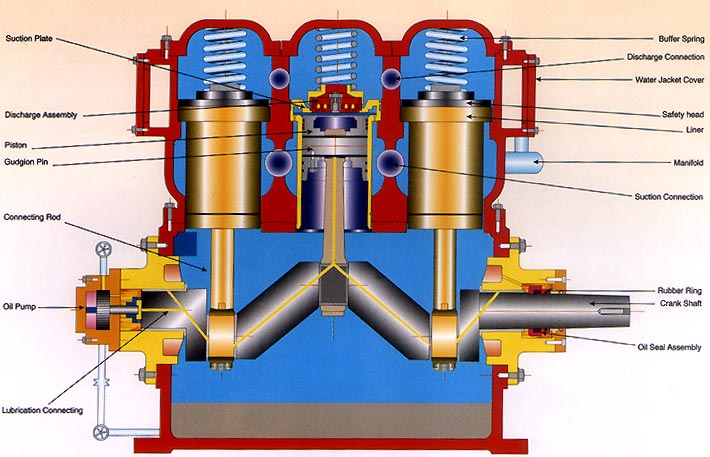 Suction Plate
Discharge Assembly
Piston
Gudgion Pin
Connecting Rod
Oil Pump
Lubrication Connecting
Buffer Spring
Discharge Connection
Water Jacket Cover
Safety head
Liner
Manifold
Suction Connection
Rubber Ring
Crank Shaft
Oil Seal Assembly